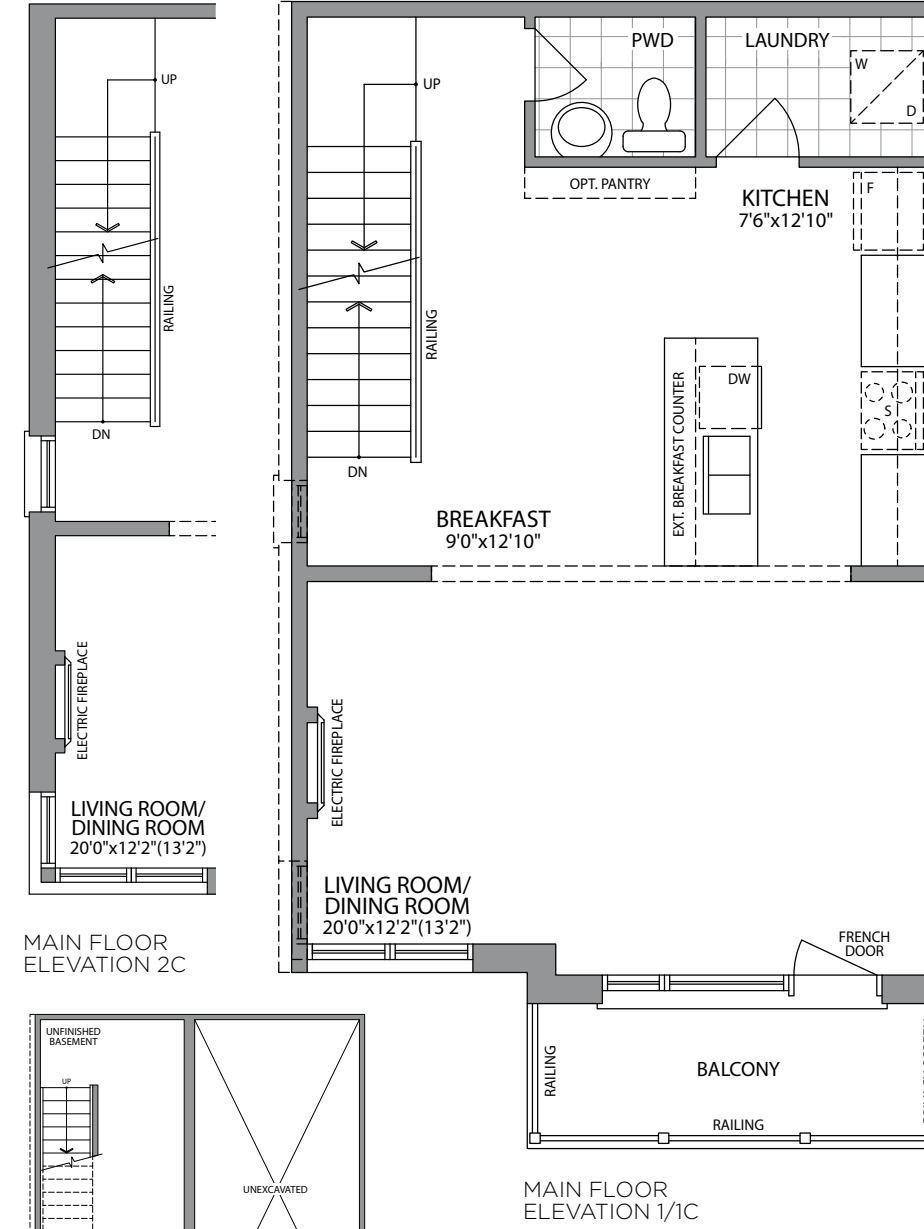 UP
RAILING
DN
ELECTRIC FIREPLACE
LIVING ROOM/
DINING ROOM
20'0"x12'2"(13'2")
MAIN FLOOR
ELEVATION 2C
UP
RAILING
DN
PWD
LAUNDRY
W
D
OPT. PANTRY
KITCHEN
7'6"x12'10"
F
EXT. BREAKFAST COUNTER
DW
S
BREAKFAST
9'0"x12'10"
ELECTRIC FIREPLACE
LIVING ROOM/
DINING ROOM
20'0"x12'2"(13'2")
FRENCH
DOOR
RAILING
BALCONY
RAILING
MAIN FLOOR
ELEVATION 1/1C
UNFINISHED
BASEMENT
UP
UNEXCAVATED